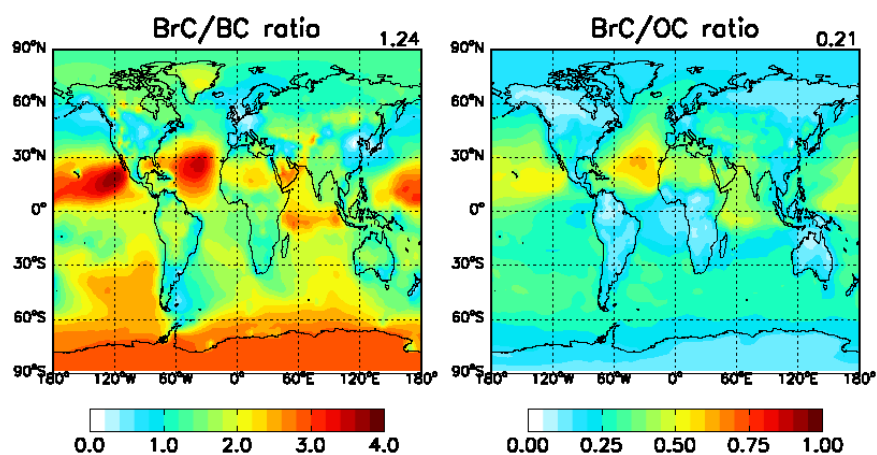 BrC/BC ratio
1.24
90°N
60°N
30°N
0°
30°S
60°S
90°S
180° 120°W 60°W 0° 60°E 120°E 180°
0.0 1.0 2.0 3.0 4.0
BrC/OC ratio
0.21
90°N
60°N
30°N
0°
30°S
60°S
90°S
180° 120°W 60°W 0° 60°E 120°E 180°
0.00 0.25 0.50 0.75 1.00